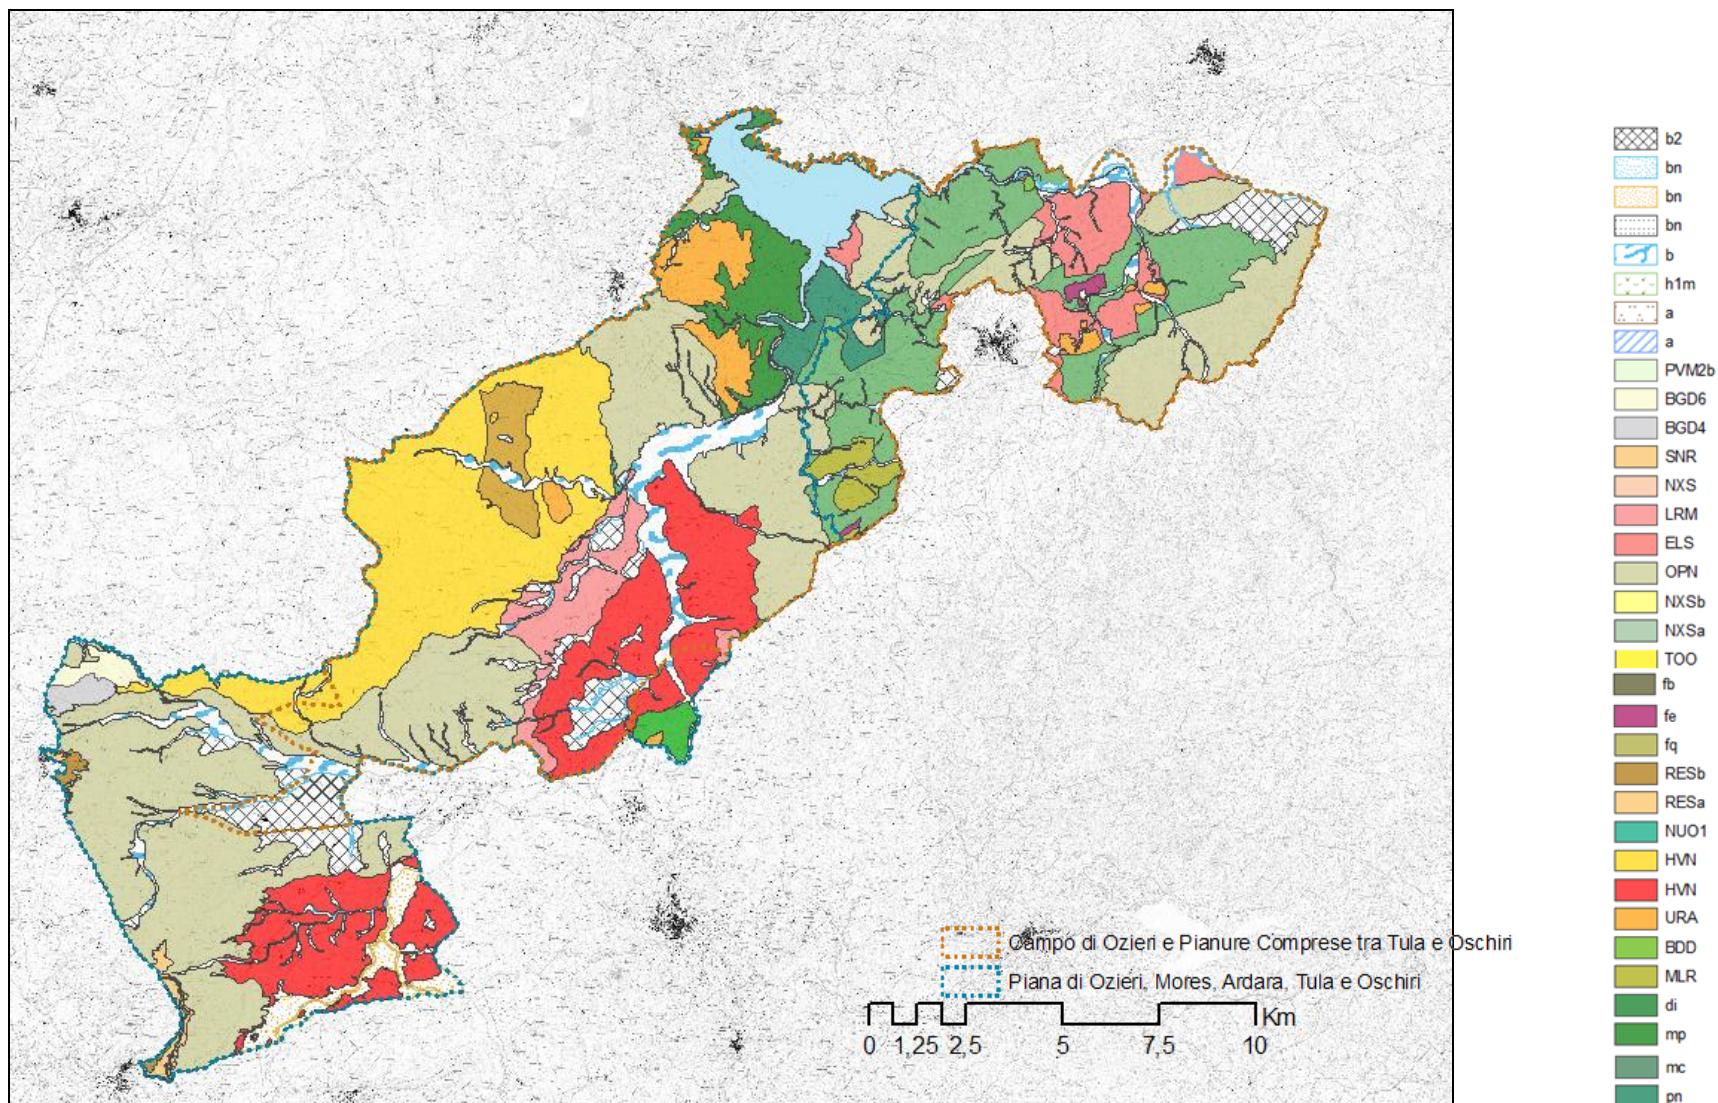 b2
bn
bn
bn
b
h1m
a
a
PVM2b
BGD6
BGD4
SNR
NXS
LRM
ELS
OPN
NXSb
NXSa
TOO
fb
fe
fq
RESb
RESa
NUO1
HVN
HVN
URA
BDD
MLR
di
mp
mc
pn
Campo di Ozieri e Pianure Comprese tra Tula e Oschiri
Piana di Ozieri, Mores, Ardara, Tula e Oschiri
Km
0 1,25 2,5 5 7,5 10